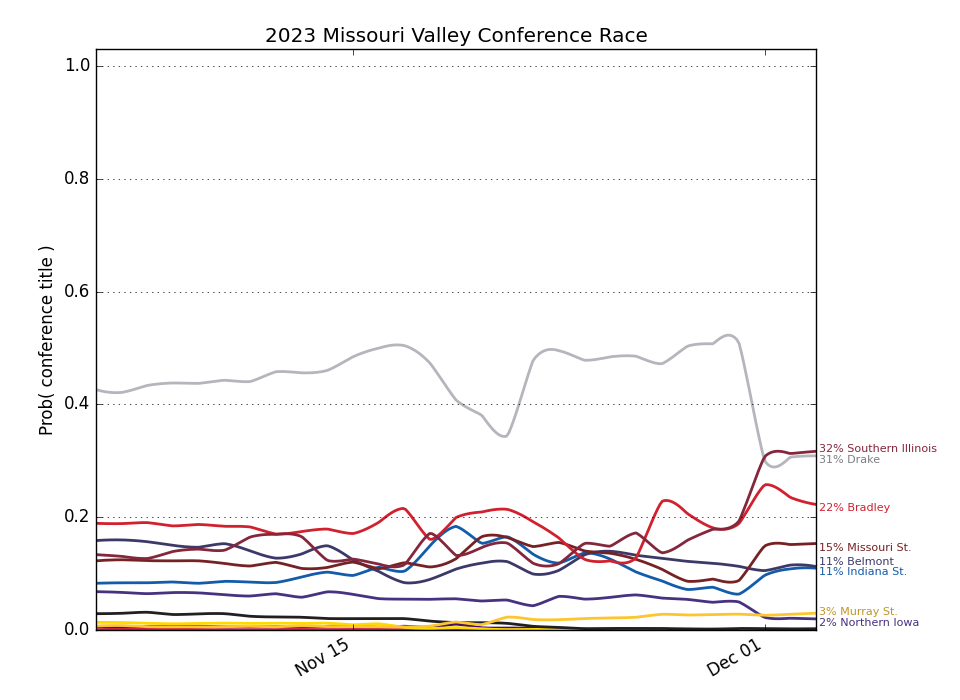 2023 Missouri Valley Conference Race
Prob( conference title )
1.0
0.8
0.6
0.4
0.2
0.0
Nov 15
Dec 01
32% Southern Illinois
31% Drake
22% Bradley
15% Missouri St.
11% Belmont
11% Indiana St.
3% Murray St.
2% Northern Iowa